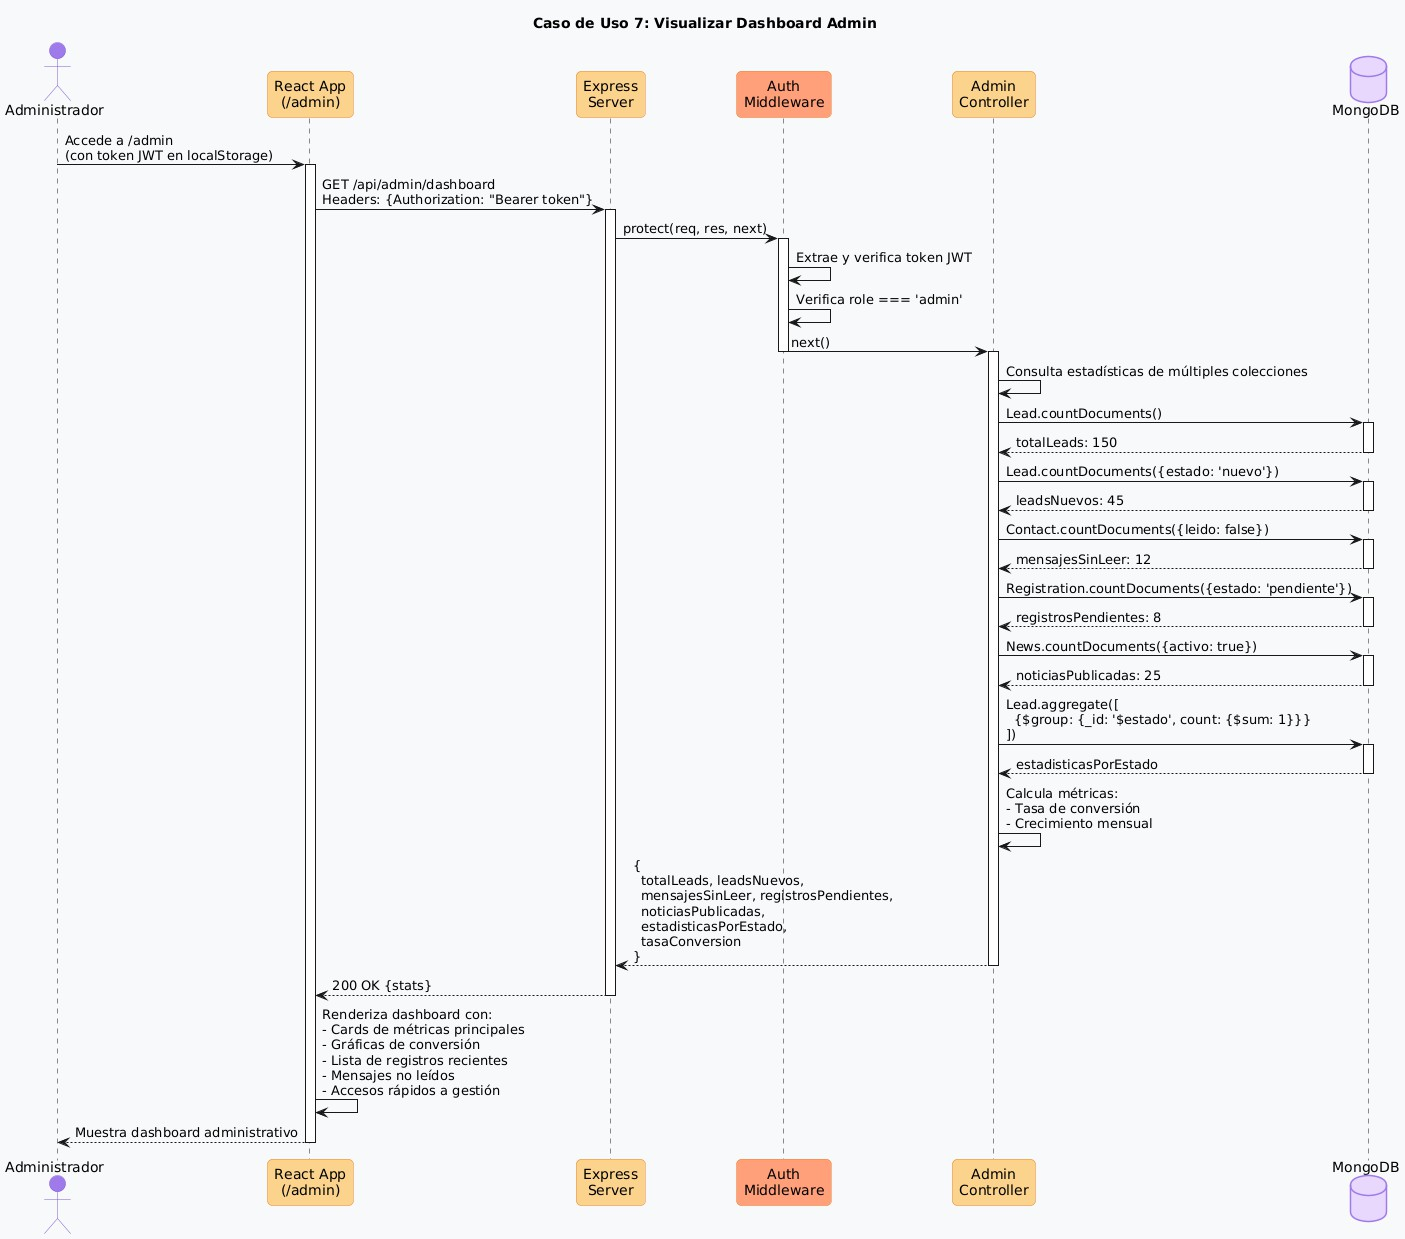 Caso de Uso 7: Visualizar Dashboard Admin
Administrador
React App
(/admin)
Express
Server
Auth
Middleware
Admin
Controller
MongoDB
Accede a /admin
(con token JWT en localStorage)
GET /api/admin/dashboard
Headers: {Authorization: "Bearer token"}
protect(req, res, next)
Extrae y verifica token JWT
Verifica role === 'admin'
next()
Consulta estadísticas de múltiples colecciones
Lead.countDocuments()
totalLeads: 150
Lead.countDocuments({estado: 'nuevo'})
leadsNuevos: 45
Contact.countDocuments({leido: false})
mensajesSinLeer: 12
Registration.countDocuments({estado: 'pendiente'})
registrosPendientes: 8
News.countDocuments({activo: true})
noticiasPublicadas: 25
Lead.aggregate([
{$group: {_id: '$estado', count: {$sum: 1}}}
])
estadisticasPorEstado
Calcula métricas:
- Tasa de conversión
- Crecimiento mensual
{
totalLeads, leadsNuevos,
mensajesSinLeer, registrosPendientes,
noticiasPublicadas,
estadisticasPorEstado,
tasaConversion
}
200 OK {stats}
Renderiza dashboard con:
- Cards de métricas principales
- Gráficas de conversión
- Lista de registros recientes
- Mensajes no leídos
- Accesos rápidos a gestión
Muestra dashboard administrativo
Administrador
React App
(/admin)
Express
Server
Auth
Middleware
Admin
Controller
MongoDB